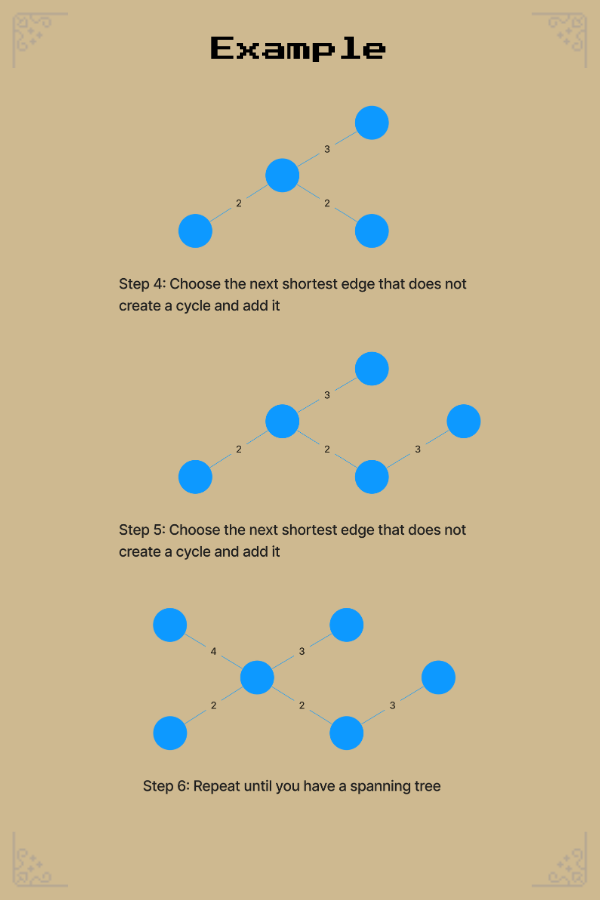 Example
3
2
2
Step 4: Choose the next shortest edge that does not
create a cycle and add it
3
2
2
3
Step 5: Choose the next shortest edge that does not
create a cycle and add it
4
3
2
2
3
Step 6: Repeat until you have a spanning tree